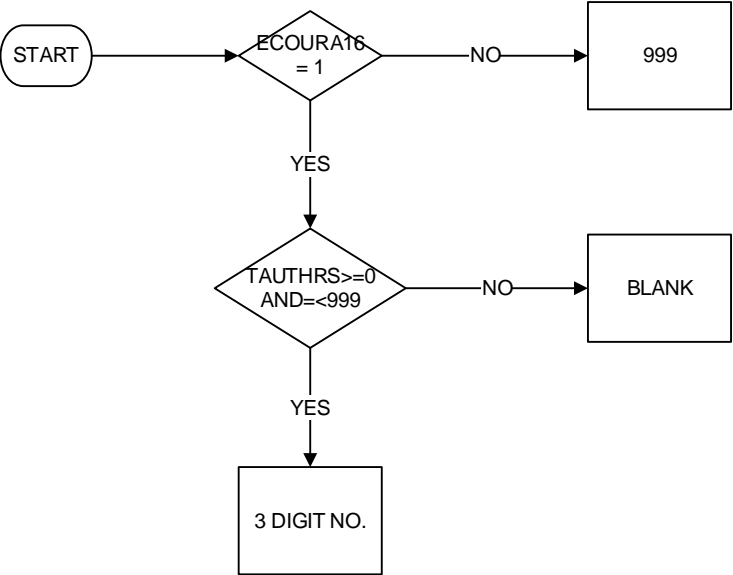 START
ECOURA16
= 1
NO
999
YES
TAUTHRS>=0
AND=<999
NO
BLANK
YES
3 DIGIT NO.